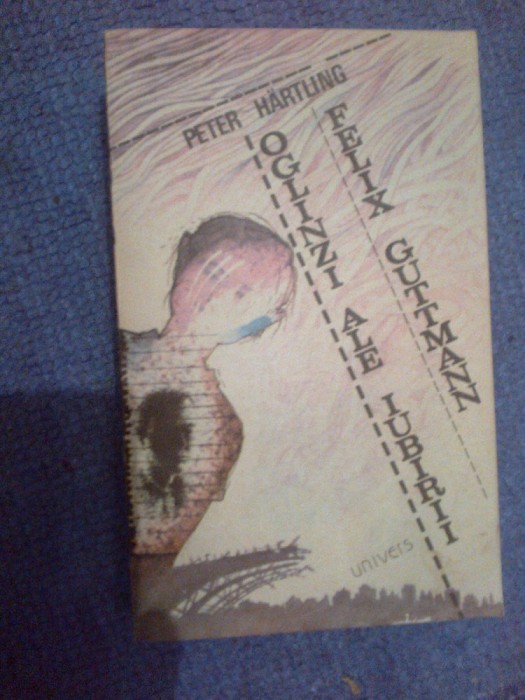 PETER HÄRTLING
OGLINZI ALE IUBIRII
FELIX GUTTMANN
univers